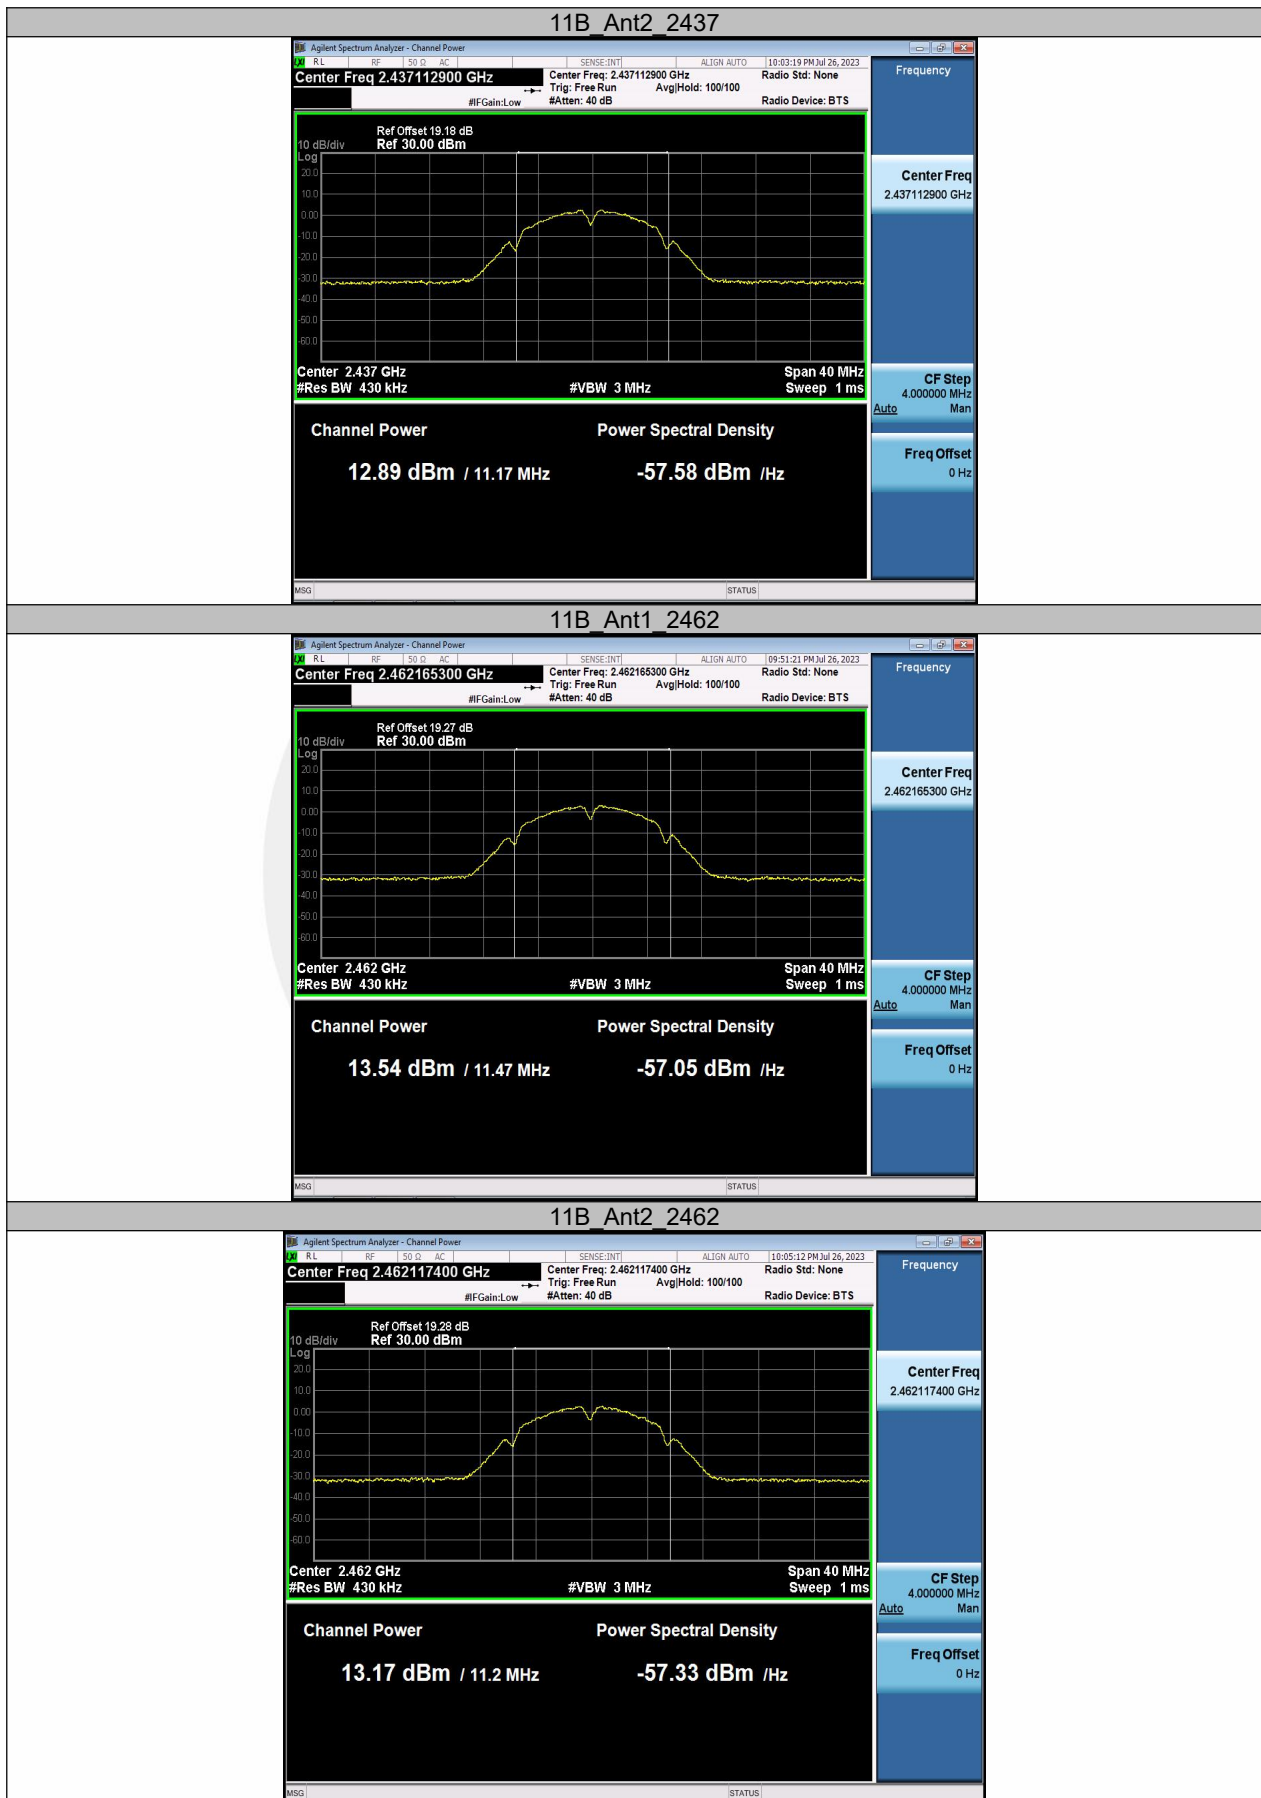 11B_Ant2_2437
Agilent Spectrum Analyzer - Channel Power
RL RF 50 Ω AC SENSE:INT ALIGN AUTO 10:03:19 PM Jul 26, 2023
Center Freq 2.437112900 GHz
Center Freq: 2.437112900 GHz
Radio Std: None
Trig: Free Run Avg|Hold: 100/100
#IFGain:Low #Atten: 40 dB Radio Device: BTS
Frequency
Ref Offset 19.18 dB
10 dB/div Ref 30.00 dBm
Log
20.0
10.0
0.00
-10.0
-20.0
-30.0
-40.0
-50.0
-60.0
Center 2.437 GHz Span 40 MHz
#Res BW 430 kHz #VBW 3 MHz Sweep 1 ms
Center Freq
2.437112900 GHz
CF Step
4.000000 MHz
Auto Man
Freq Offset
0 Hz
Channel Power Power Spectral Density
12.89 dBm / 11.17 MHz -57.58 dBm /Hz
MSG STATUS
11B_Ant1_2462
Agilent Spectrum Analyzer - Channel Power
RL RF 50 Ω AC SENSE:INT ALIGN AUTO 09:51:21 PM Jul 26, 2023
Center Freq 2.462165300 GHz
Center Freq: 2.462165300 GHz
Radio Std: None
Trig: Free Run Avg|Hold: 100/100
#IFGain:Low #Atten: 40 dB Radio Device: BTS
Frequency
Ref Offset 19.27 dB
10 dB/div Ref 30.00 dBm
Log
20.0
10.0
0.00
-10.0
-20.0
-30.0
-40.0
-50.0
-60.0
Center 2.462 GHz Span 40 MHz
#Res BW 430 kHz #VBW 3 MHz Sweep 1 ms
Center Freq
2.462165300 GHz
CF Step
4.000000 MHz
Auto Man
Freq Offset
0 Hz
Channel Power Power Spectral Density
13.54 dBm / 11.47 MHz -57.05 dBm /Hz
MSG STATUS
11B_Ant2_2462
Agilent Spectrum Analyzer - Channel Power
RL RF 50 Ω AC SENSE:INT ALIGN AUTO 10:05:12 PM Jul 26, 2023
Center Freq 2.462117400 GHz
Center Freq: 2.462117400 GHz
Radio Std: None
Trig: Free Run Avg|Hold: 100/100
#IFGain:Low #Atten: 40 dB Radio Device: BTS
Frequency
Ref Offset 19.28 dB
10 dB/div Ref 30.00 dBm
Log
20.0
10.0
0.00
-10.0
-20.0
-30.0
-40.0
-50.0
-60.0
Center 2.462 GHz Span 40 MHz
#Res BW 430 kHz #VBW 3 MHz Sweep 1 ms
Center Freq
2.462117400 GHz
CF Step
4.000000 MHz
Auto Man
Freq Offset
0 Hz
Channel Power Power Spectral Density
13.17 dBm / 11.2 MHz -57.33 dBm /Hz
MSG STATUS